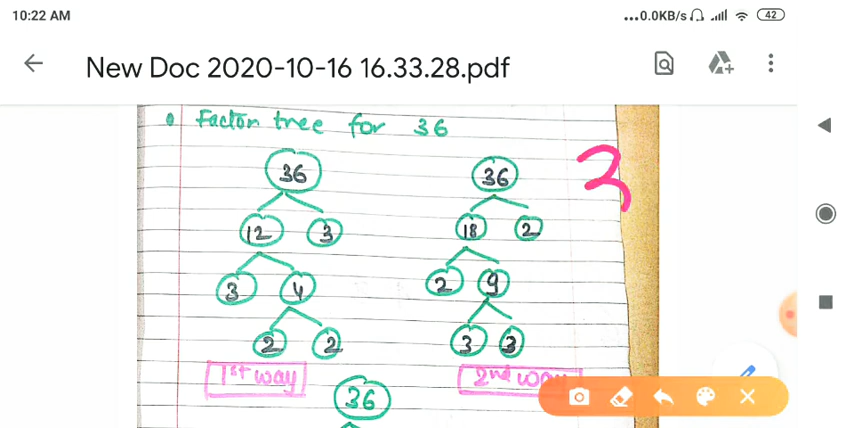 10:22 AM
...0.0KB/s 42
New Doc 2020-10-16 16.33.28.pdf
Factor tree for 36
36 36
12 3 18 2
3 4 2 9
2 2 3 3
1st way 2nd way
36